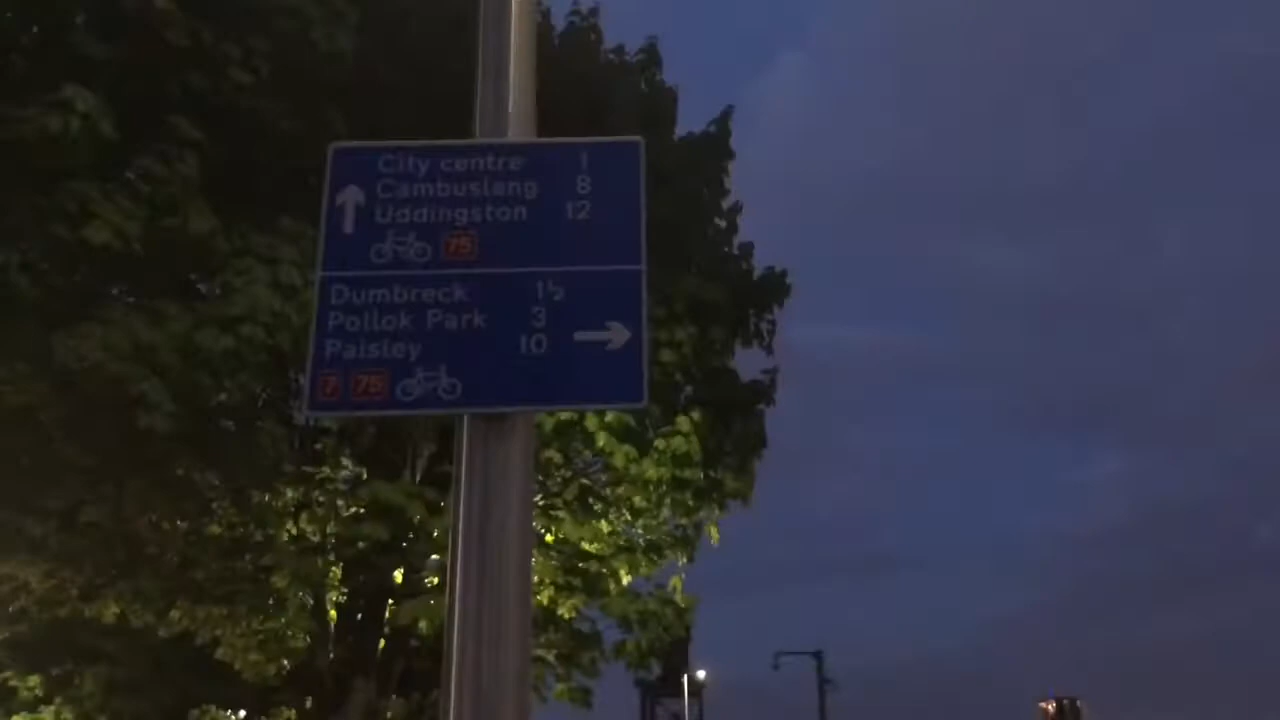 City centre 1
Cambuslang 8
Uddingston 12
75
Dumbreck 1½
Pollok Park 3
Paisley 10
7 75